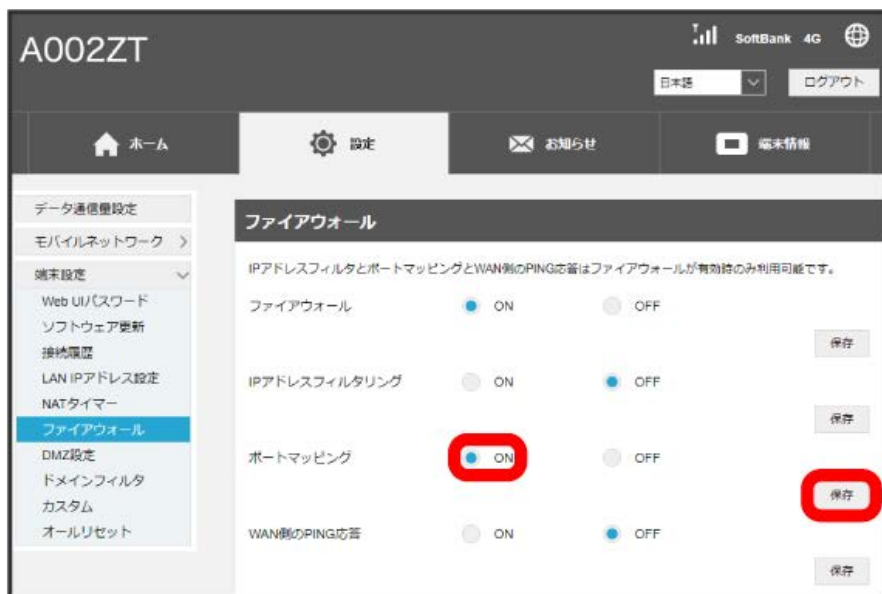 A002ZT
SoftBank 4G
日本語
ログアウト
ホーム
設定
お知らせ
端末情報
データ通信量設定
モバイルネットワーク
端末設定
Web UIパスワード
ソフトウェア更新
接続履歴
LAN IPアドレス設定
NATタイマー
ファイアウォール
DMZ設定
ドメインフィルタ
カスタム
オールリセット
ファイアウォール
IPアドレスフィルタとポートマッピングとWAN側のPING応答はファイアウォールが有効時のみ利用可能です。
ファイアウォール ON OFF
保存
IPアドレスフィルタリング ON OFF
保存
ポートマッピング ON OFF
保存
WAN側のPING応答 ON OFF
保存